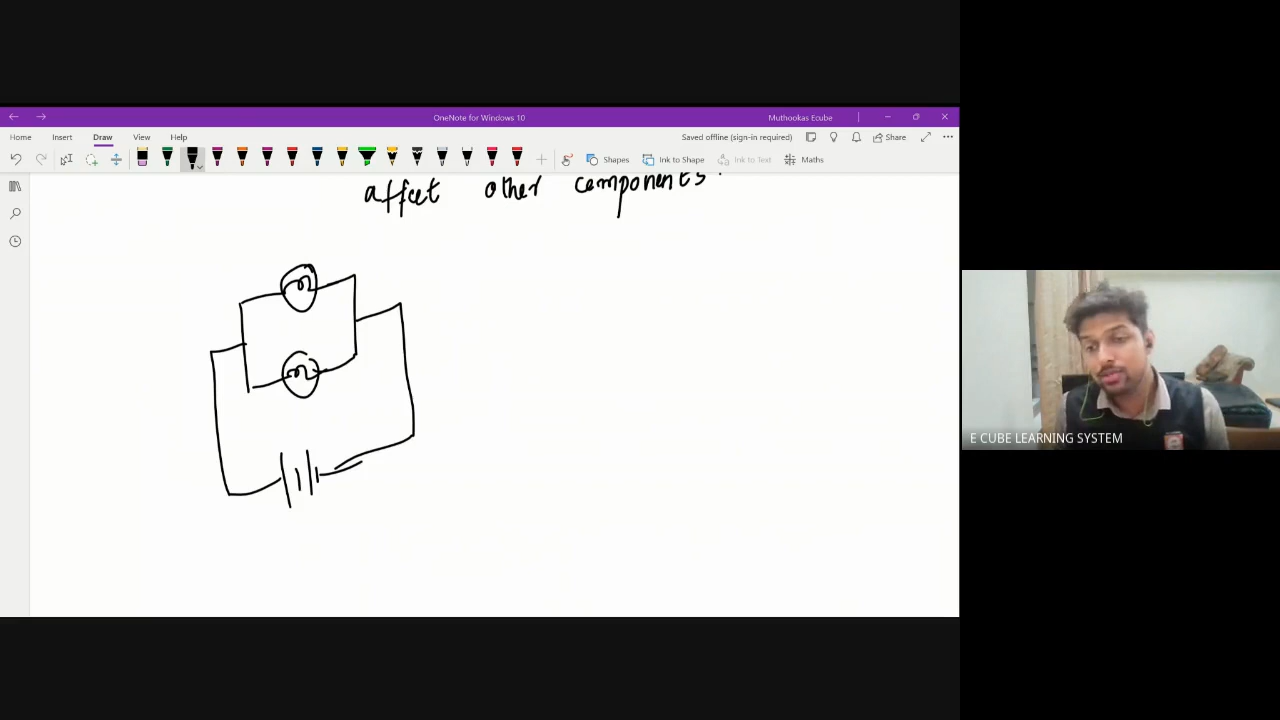 OneNote for Windows 10
Muthookas Ecube
Home Insert Draw View Help
Saved offline (sign-in required)
Share
Shapes
Ink to Shape
Ink to Text
Maths
affect other components.
E CUBE LEARNING SYSTEM